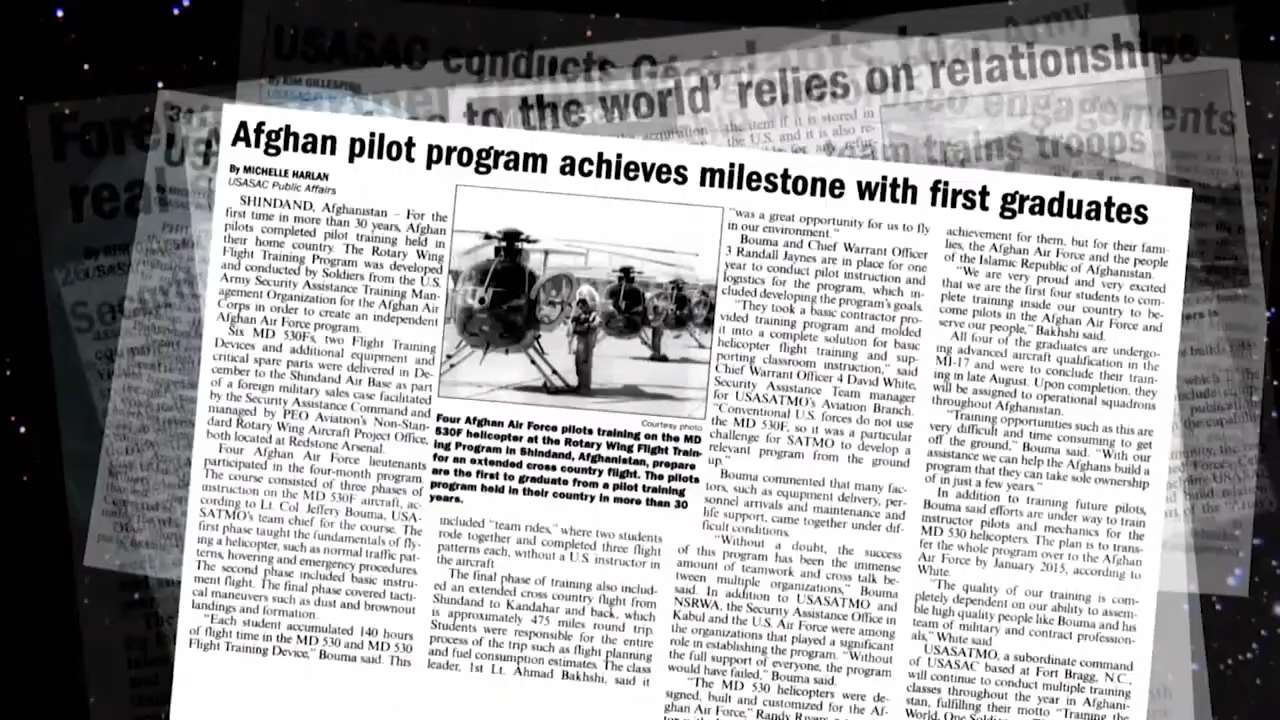 USASAC conducts
to the world' relies on relationships
engagements
trains troops
Afghan pilot program achieves milestone with first graduates
By MICHELLE HARLAN
USASAC Public Affairs
SHINDAND, Afghanistan – For the
first time in more than 30 years, Afghan
pilots completed pilot training held in
their home country. The Rotary Wing
Flight Training Program was developed
and conducted by Soldiers from the U.S.
Army Security Assistance Training Man-
agement Organization for the Afghan Air
Corps in order to create an independent
Afghan Air Force program.
Six MD 530Fs, two Flight Training
Devices and additional equipment and
critical spare parts were delivered in De-
cember to the Shindand Air Base as part
of a foreign military sales case facilitated
by the Security Assistance Command and
managed by PEO Aviation's Non-Stan-
dard Rotary Wing Aircraft Project Office,
both located at Redstone Arsenal.
Four Afghan Air Force lieutenants
participated in the four-month program.
The course consisted of three phases of
instruction on the MD 530F aircraft, ac-
cording to Lt. Col. Jeffery Bouma, USA-
SATMO's team chief for the course. The
first phase taught the fundamentals of fly-
ing a helicopter, such as normal traffic pat-
terns, hovering and emergency procedures.
The second phase included basic instru-
ment flight. The final phase covered tacti-
cal maneuvers such as dust and brownout
landings and formation.
"Each student accumulated 140 hours
of flight time in the MD 530 and MD 530
Flight Training Device," Bouma said. This
Courtesy photo
Four Afghan Air Force pilots training on the MD
530F helicopter at the Rotary Wing Flight Train-
ing Program in Shindand, Afghanistan, prepare
for an extended cross country flight. The pilots
are the first to graduate from a pilot training
program held in their country in more than 30
years.
included "team rides," where two students
rode together and completed three flight
patterns each, without a U.S. instructor in
the aircraft.
The final phase of training also includ-
ed an extended cross country flight from
Shindand to Kandahar and back, which
is approximately 475 miles round trip.
Students were responsible for the entire
process of the trip such as flight planning
and fuel consumption estimates. The class
leader, 1st Lt. Ahmad Bakhshi, said it
"was a great opportunity for us to fly
in our environment."
Bouma and Chief Warrant Officer
3 Randall Jaynes are in place for one
year to conduct pilot instruction and
logistics for the program, which in-
cluded developing the program's goals.
"They took a basic contractor pro-
vided training program and molded
it into a complete solution for basic
helicopter flight training and sup-
porting classroom instruction," said
Chief Warrant Officer 4 David White,
Security Assistance Team manager
for USASATMO's Aviation Branch.
"Conventional U.S. forces do not use
the MD 530F, so it was a particular
challenge for SATMO to develop a
relevant program from the ground
up."
Bouma commented that many fac-
tors, such as equipment delivery, per-
sonnel arrivals and maintenance and
life support, came together under dif-
ficult conditions.
"Without a doubt, the success
of this program has been the immense
amount of teamwork and cross talk be-
tween multiple organizations," Bouma
said. In addition to USASATMO and
NSRWA, the Security Assistance Office in
Kabul and the U.S. Air Force were among
the organizations that played a significant
role in establishing the program. "Without
the full support of everyone, the program
would have failed," Bouma said.
"The MD 530 helicopters were de-
signed, built and customized for the Af-
ghan Air Force," Randy
achievement for them, but for their fami-
lies, the Afghan Air Force and the people
of the Islamic Republic of Afghanistan.
"We are very proud and very excited
that we are the first four students to com-
plete training inside our country to be-
come pilots in the Afghan Air Force and
serve our people," Bakhshi said.
All four of the graduates are undergo-
ing advanced aircraft qualification in the
MI-17 and were to conclude their train-
ing in late August. Upon completion, they
will be assigned to operational squadrons
throughout Afghanistan.
"Training opportunities such as this are
very difficult and time consuming to get
off the ground," Bouma said. "With our
assistance we can help the Afghans build a
program that they can take sole ownership
of in just a few years."
In addition to training future pilots,
Bouma said efforts are under way to train
instructor pilots and mechanics for the
MD 530 helicopters. The plan is to trans-
fer the whole program over to the Afghan
Air Force by January 2015, according to
White.
"The quality of our training is com-
pletely dependent on our ability to assem-
ble high quality people like Bouma and his
team of military and contract profession-
als," White said.
USASATMO, a subordinate command
of USASAC based at Fort Bragg, N.C.,
will continue to conduct multiple training
classes throughout the year in Afghani-
stan, fulfilling their motto "Training the
World, One